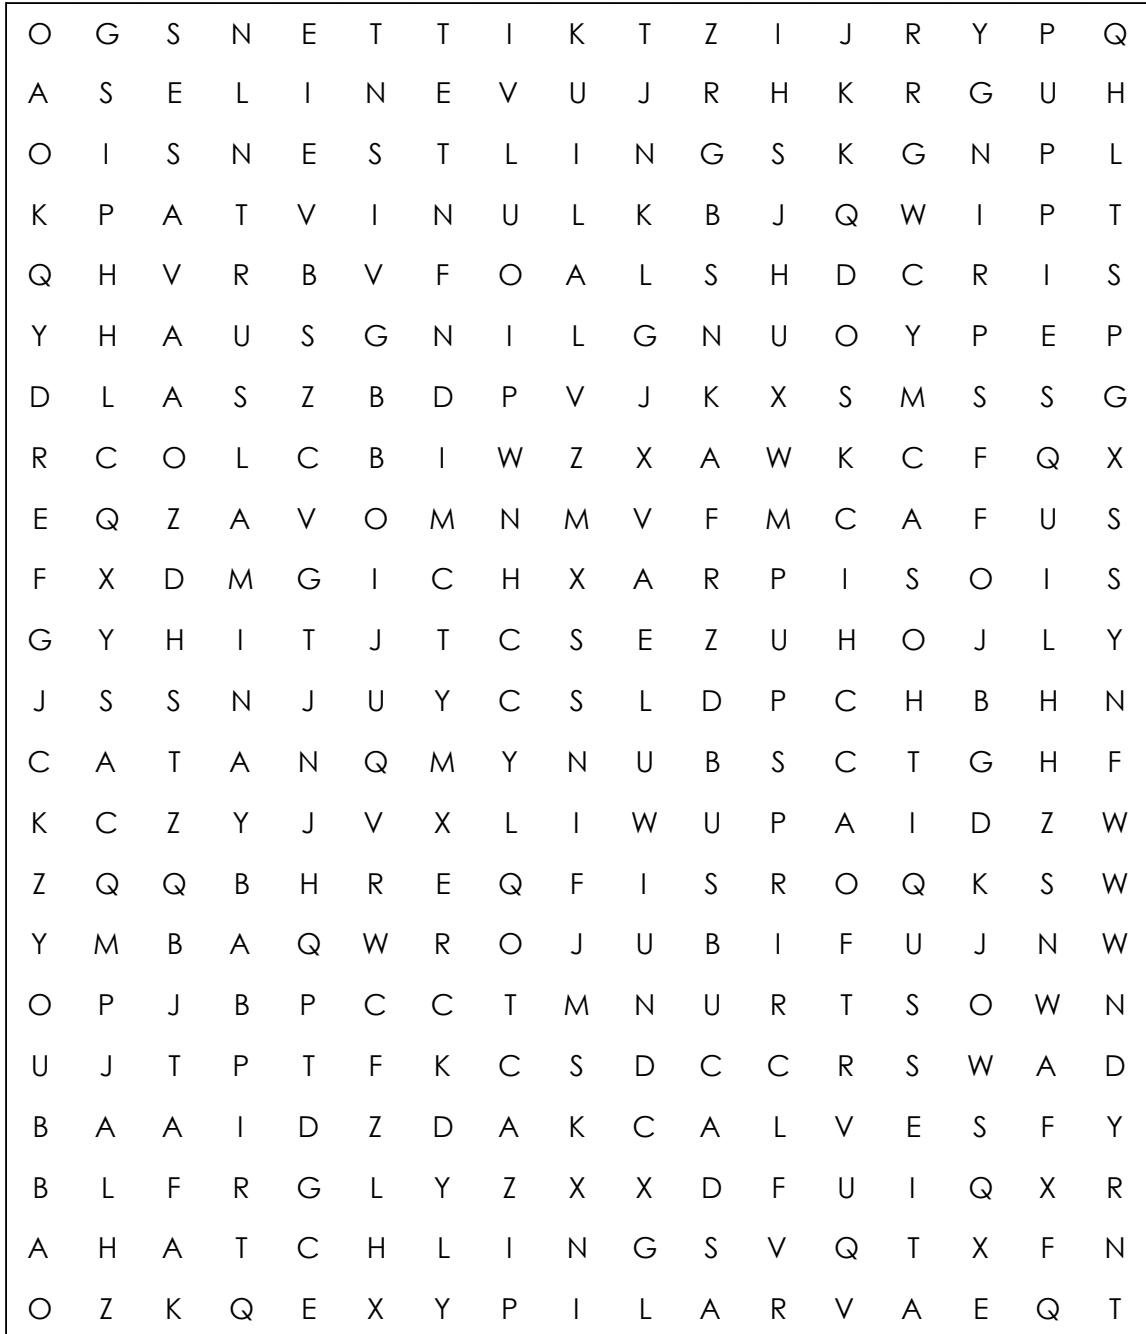 O G S N E T T I K T Z I J R Y P Q
A S E L I N E V U J R H K R G U H
O I S N E S T L I N G S K G N P L
K P A T V I N U L K B J Q W I P T
Q H V R B V F O A L S H D C R I S
Y H A U S G N I L G N U O Y P E P
D L A S Z B D P V J K X S M S S G
R C O L C B I W Z X A W K C F Q X
E Q Z A V O M N M V F M C A F U S
F X D M G I C H X A R P I S O I S
G Y H I T J T C S E Z U H O J L Y
J S S N J U Y C S L D P C H B H N
C A T A N Q M Y N U B S C T G H F
K C Z Y J V X L I W U P A I D Z W
Z Q Q B H R E Q F I S R O Q K S W
Y M B A Q W R O J U B I F U J N W
O P J B P C C T M N U R T S O W N
U J T P T F K C S D C C R S W A D
B A A I D Z D A K C A L V E S F Y
B L F R G L Y Z X X D F U I Q X R
A H A T C H L I N G S V Q T X F N
O Z K Q E X Y P I L A R V A E Q T